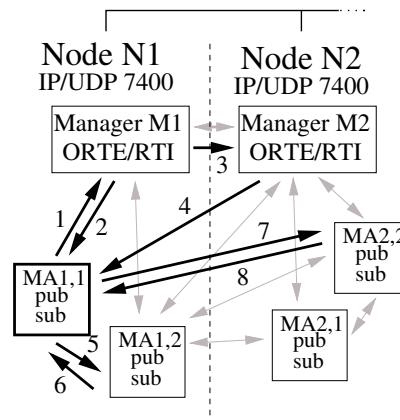 Node N1
IP/UDP 7400
Node N2
IP/UDP 7400
Manager M1
ORTE/RTI
Manager M2
ORTE/RTI
3
1
2
4
7
8
MA2,2
pub
sub
MA1,1
pub
sub
MA1,2
pub
sub
MA2,1
pub
sub
5
6